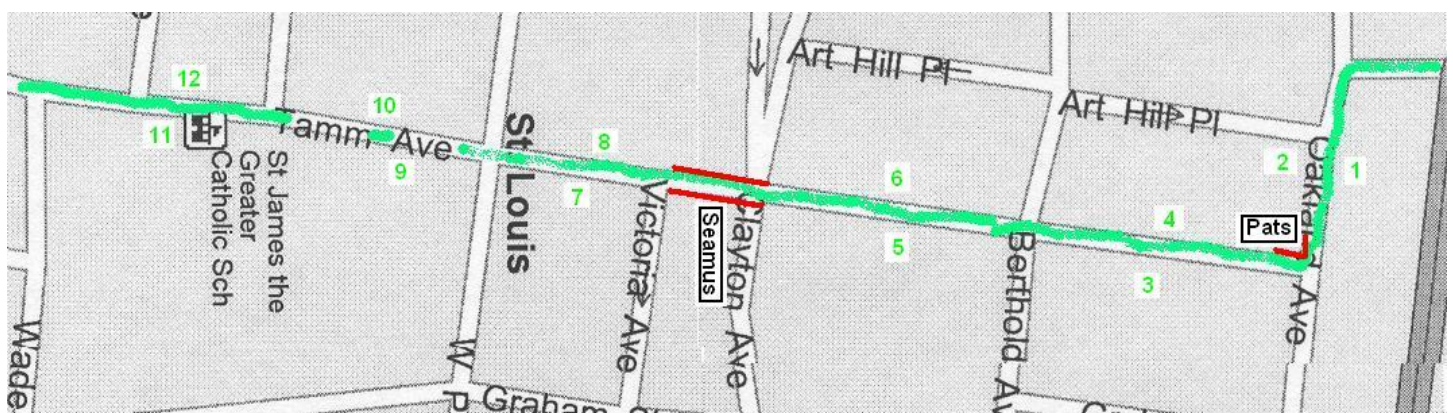 Art Hill Pl
Art Hill Pl
12
10
11
Tamm Ave
9
8
7
6
5
4
3
2
1
St. Louis
St James the
Greater
Catholic Sch
Victoria Ave
Seamus
Clayton Ave
Berthold
Pats
Oakland Ave
Wade
W P
Graham